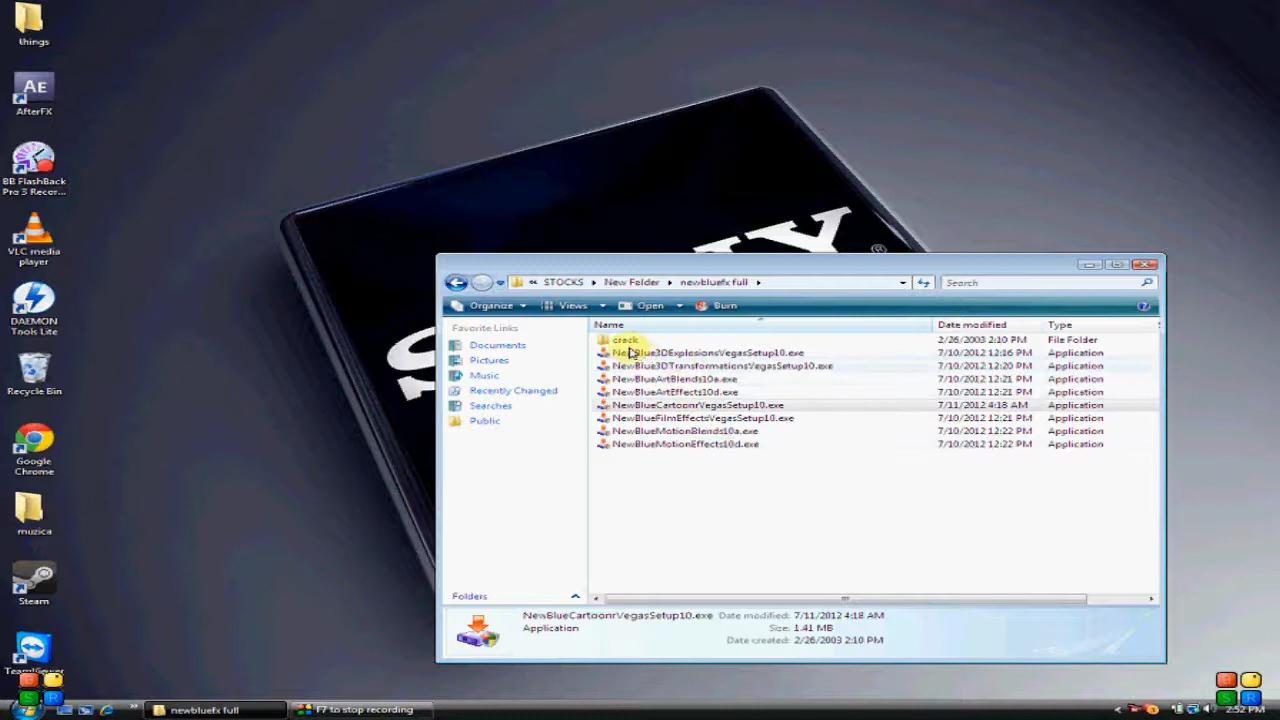 things
AE
AfterFX
BB FlashBack
Pro 3 Recor...
VLC media
player
DAEMON
Tools Lite
Recycle Bin
Google
Chrome
muzica
Steam
TeamViewer
STOCKS
New Folder
newbluefx full
Search
Organize
Views
Open
Burn
Favorite Links
Documents
Pictures
Music
Recently Changed
Searches
Public
Folders
Name
Date modified
Type
crack
2/26/2003 2:10 PM
File Folder
NewBlue3DExplosionsVegasSetup10.exe
7/10/2012 12:16 PM
Application
NewBlue3DTransformationsVegasSetup10.exe
7/10/2012 12:20 PM
Application
NewBlueArtBlends10a.exe
7/10/2012 12:21 PM
Application
NewBlueArtEffects10d.exe
7/10/2012 12:21 PM
Application
NewBlueCartoonrVegasSetup10.exe
7/11/2012 4:18 AM
Application
NewBlueFilmEffectsVegasSetup10.exe
7/10/2012 12:21 PM
Application
NewBlueMotionBlends10a.exe
7/10/2012 12:22 PM
Application
NewBlueMotionEffects10d.exe
7/10/2012 12:22 PM
Application
NewBlueCartoonrVegasSetup10.exe Date modified: 7/11/2012 4:18 AM
Application
Size: 1.41 MB
Date created: 2/26/2003 2:10 PM
newbluefx full
F7 to stop recording
2:52 PM